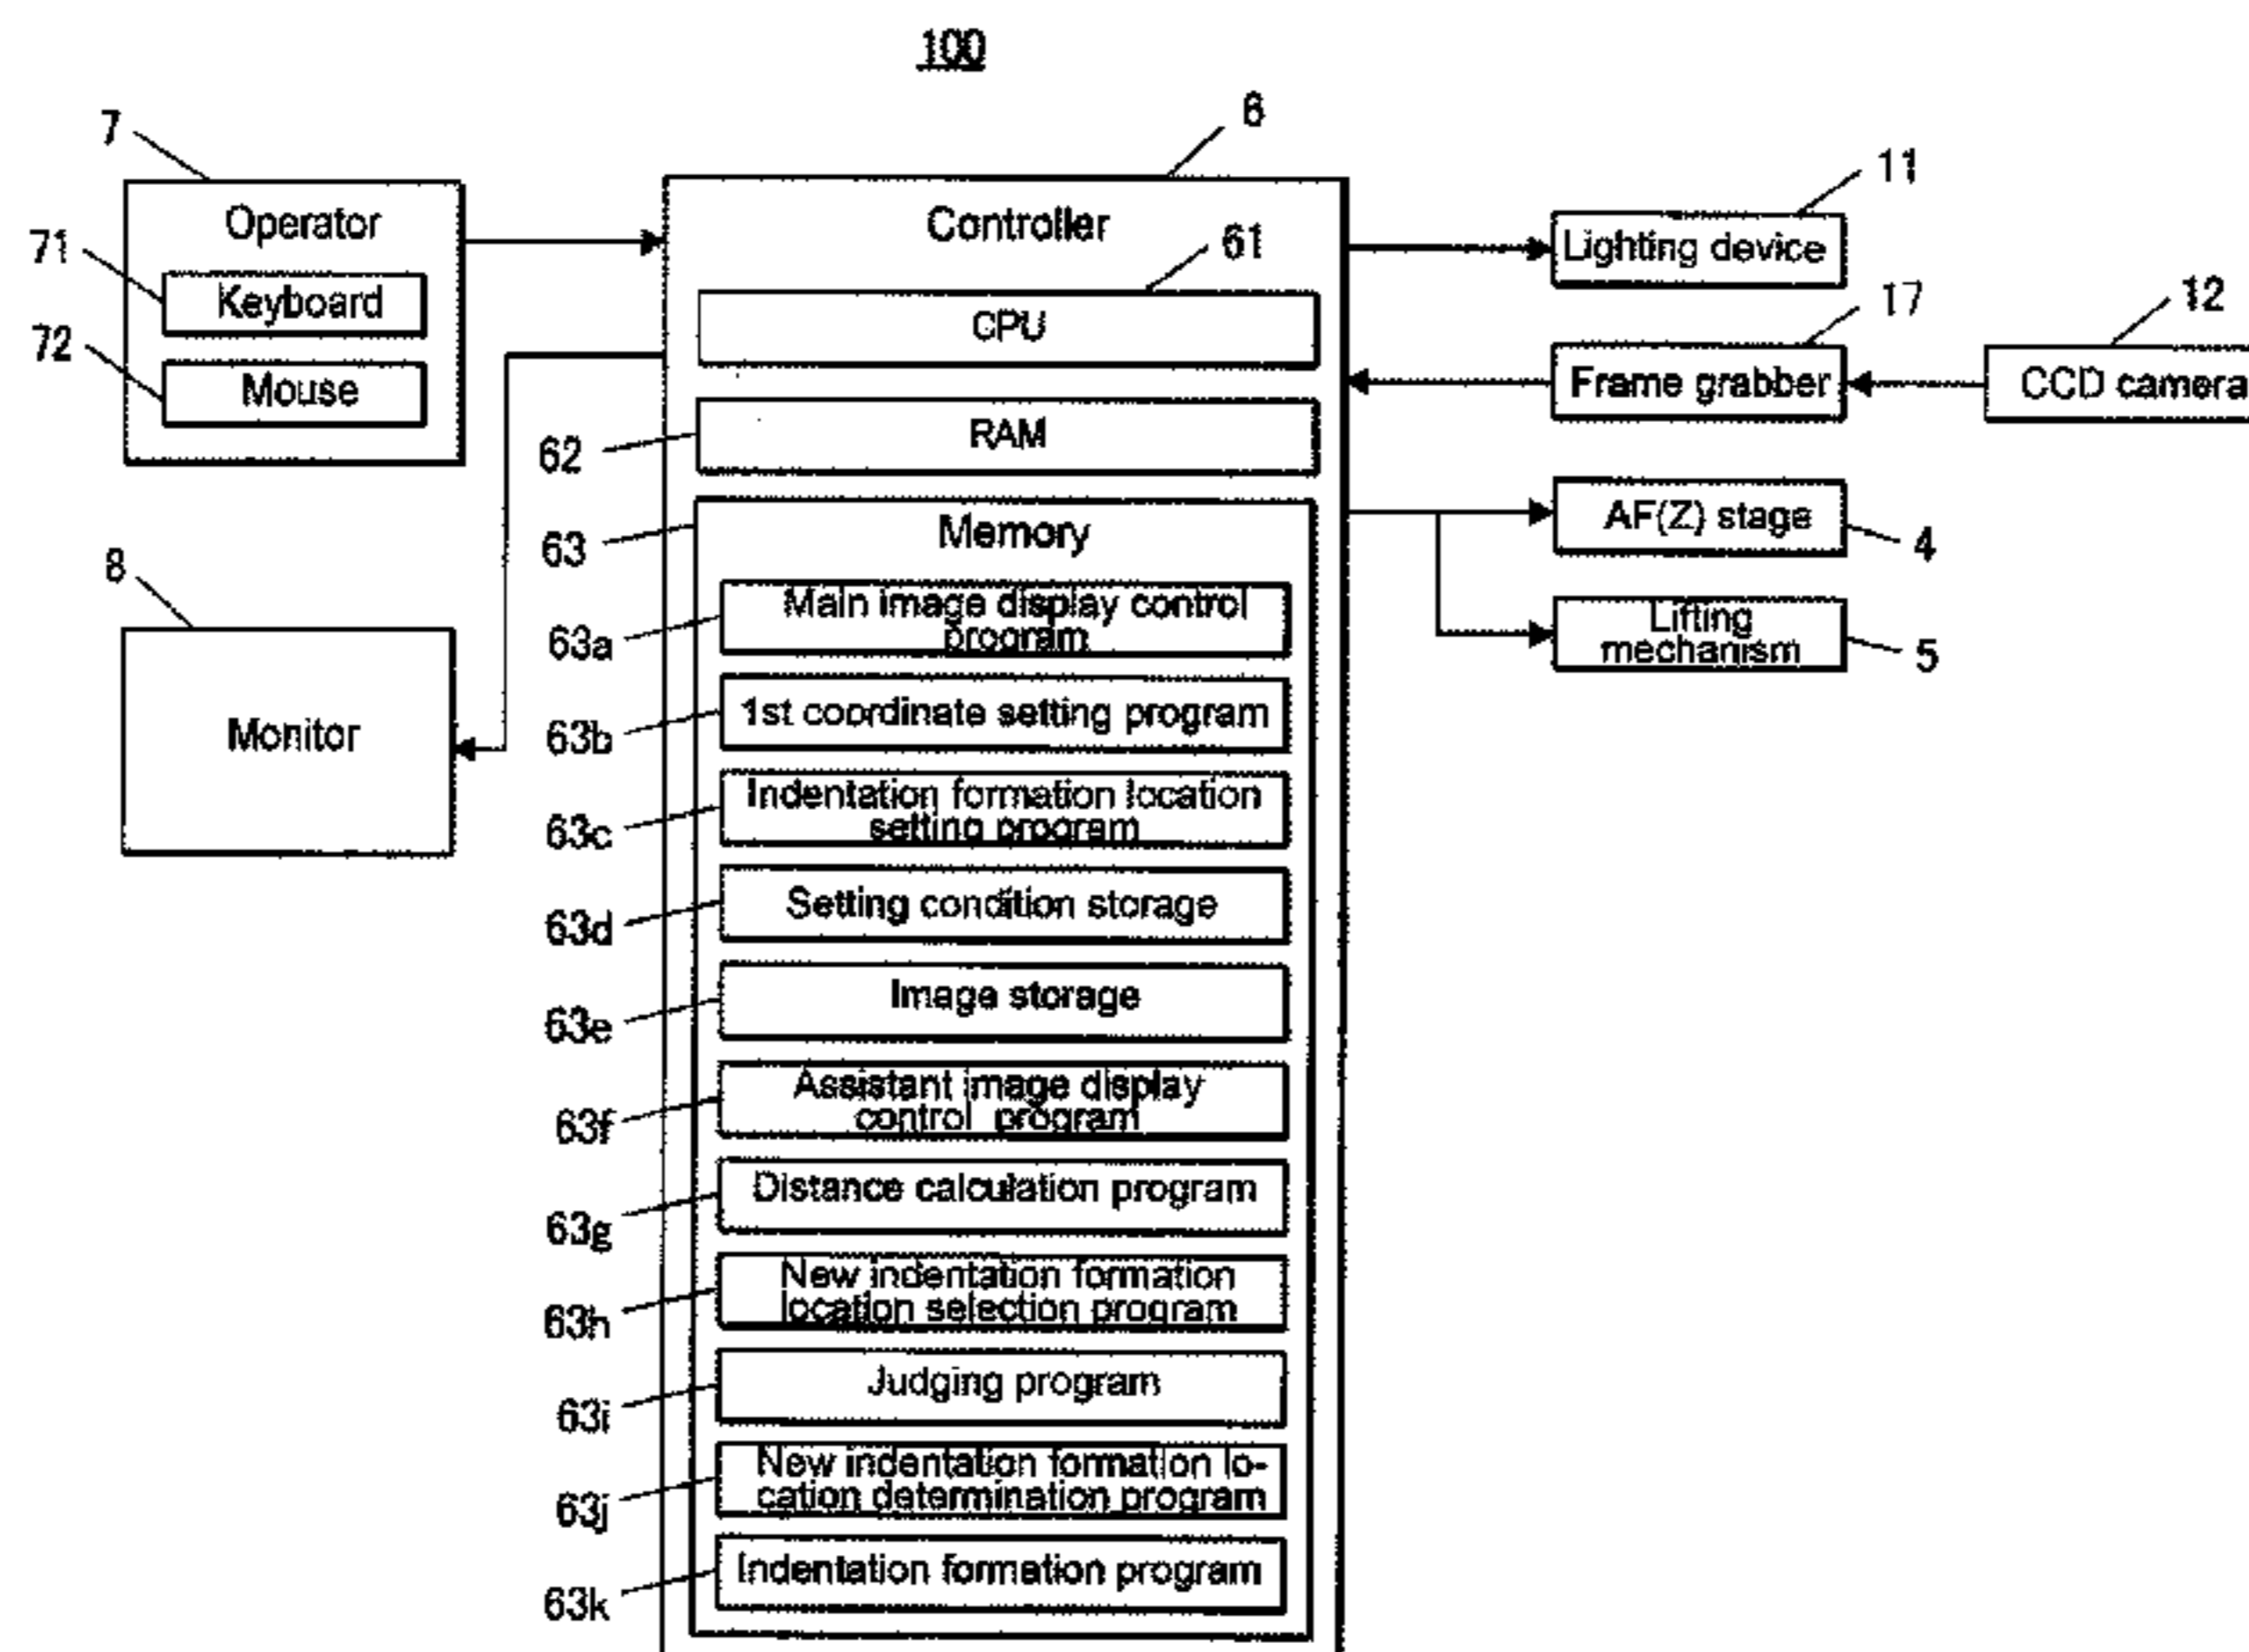 100
7
Operator
71
Keyboard
72
Mouse
8
Monitor
6
Controller
61
CPU
62
RAM
63
Memory
63a
Main image display control
program
63b
1st coordinate setting program
63c
Indentation formation location
setting program
63d
Setting condition storage
63e
Image storage
63f
Assistant image display
control program
63g
Distance calculation program
63h
New indentation formation
location selection program
63i
Judging program
63j
New indentation formation lo-
cation determination program
63k
Indentation formation program
11
Lighting device
17
Frame grabber
12
CCD camera
AF(Z) stage
4
Lifting
mechanism
5